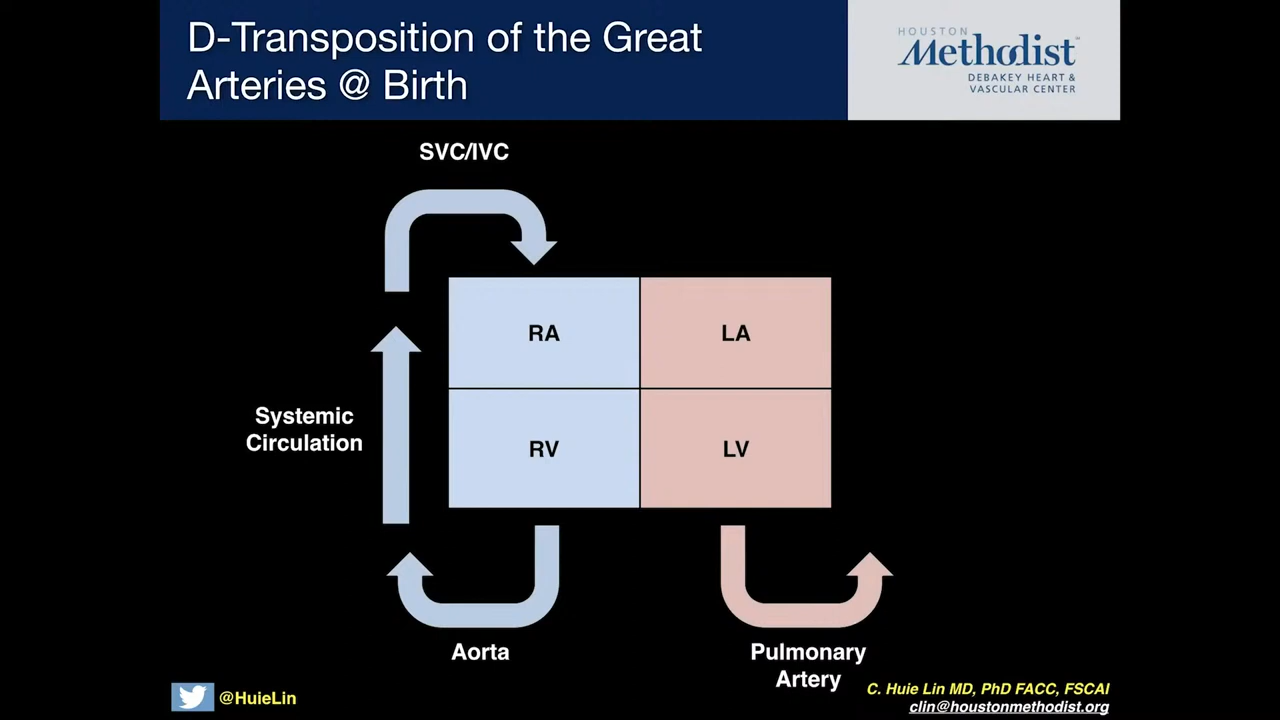 D-Transposition of the Great
Arteries @ Birth
HOUSTON
Methodist
DEBAKEY HEART &
VASCULAR CENTER
SVC/IVC
RA
LA
Systemic
Circulation
RV
LV
Aorta
Pulmonary
Artery
@HuieLin
C. Huie Lin MD, PhD FACC, FSCAI
clin@houstonmethodist.org